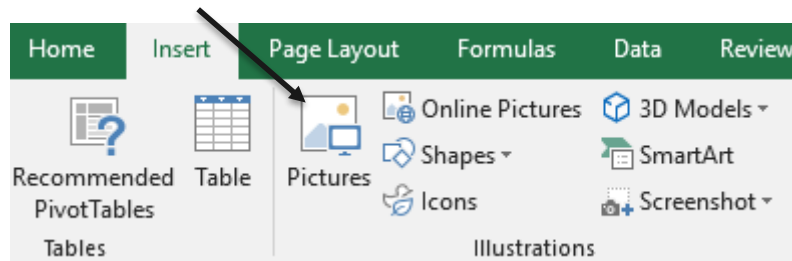 Home Insert Page Layout Formulas Data Review
Recommended
PivotTables
Table
Pictures
Online Pictures
Shapes
Icons
3D Models
SmartArt
Screenshot
Tables
Illustrations